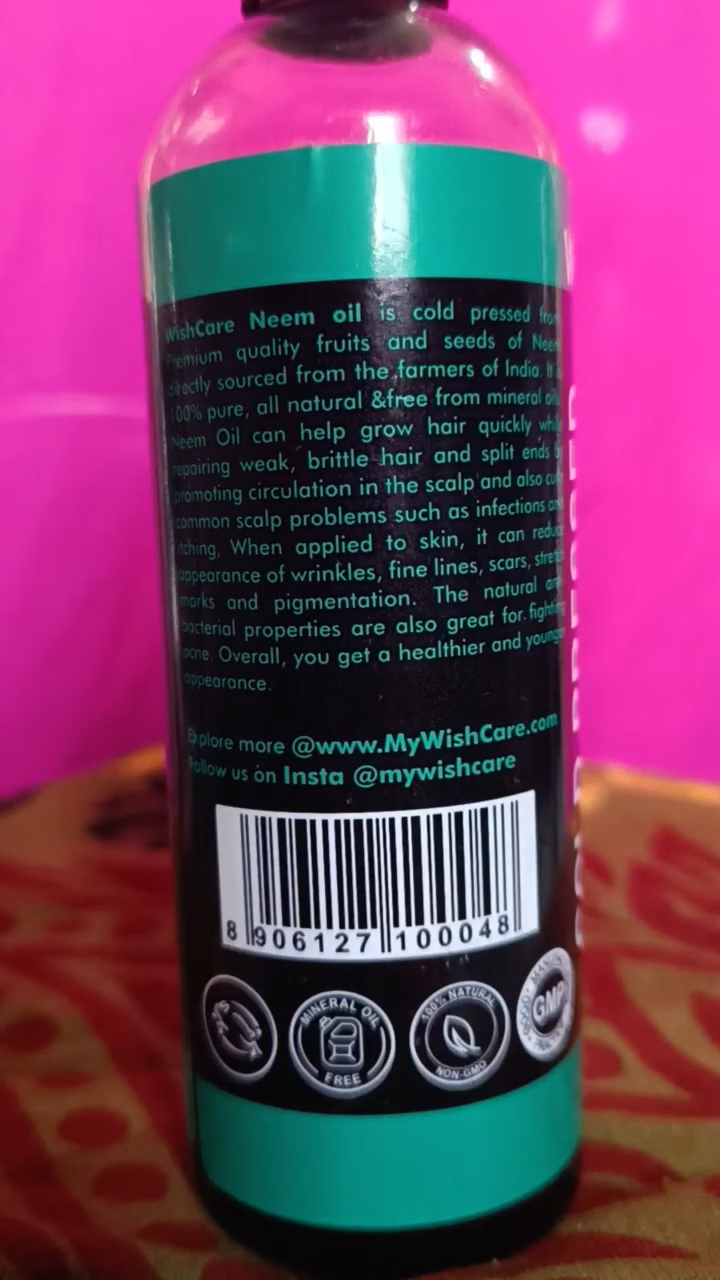 WishCare Neem oil is cold pressed from
Premium quality fruits and seeds of Neem
directly sourced from the farmers of India. It
100% pure, all natural &free from mineral oils
Neem Oil can help grow hair quickly while
repairing weak, brittle hair and split ends
promoting circulation in the scalp and also
common scalp problems such as infections and
itching, When applied to skin, it can reduce
appearance of wrinkles, fine lines, scars, stretch
marks and pigmentation. The natural
bacterial properties are also great for fighting
acne. Overall, you get a healthier and younger
appearance.
Explore more @www.MyWishCare.com
Follow us on Insta @mywishcare
8 906127 100048
MINERAL OIL
FREE
100% NATURAL
NON-GMO
GMP
COLD PRESSED